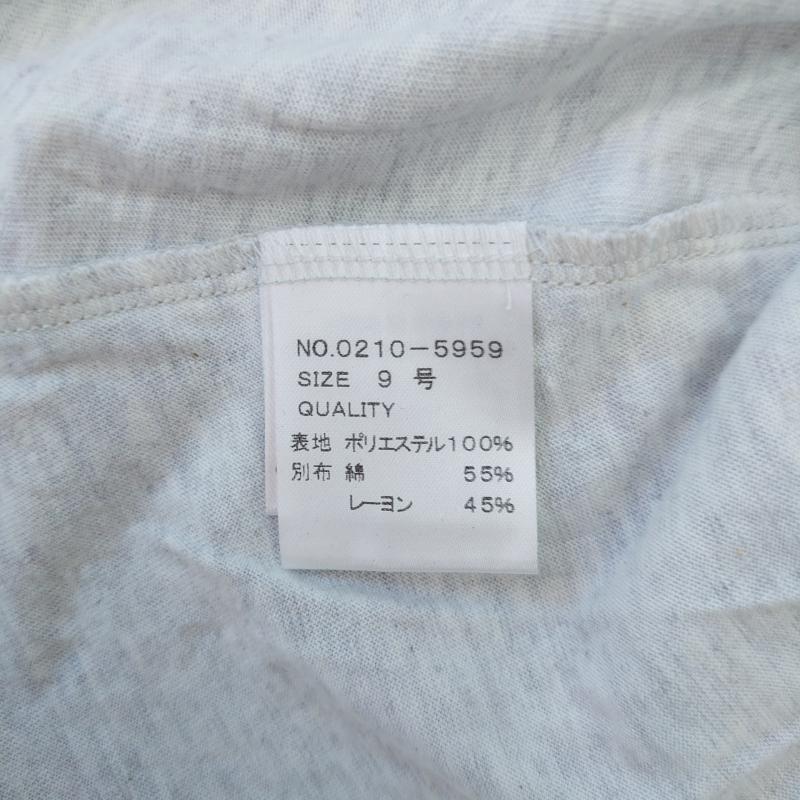 NO.0210-5959
SIZE 9 号
QUALITY
表地 ポリエステル100%
別布 綿 55%
レーヨン 45%